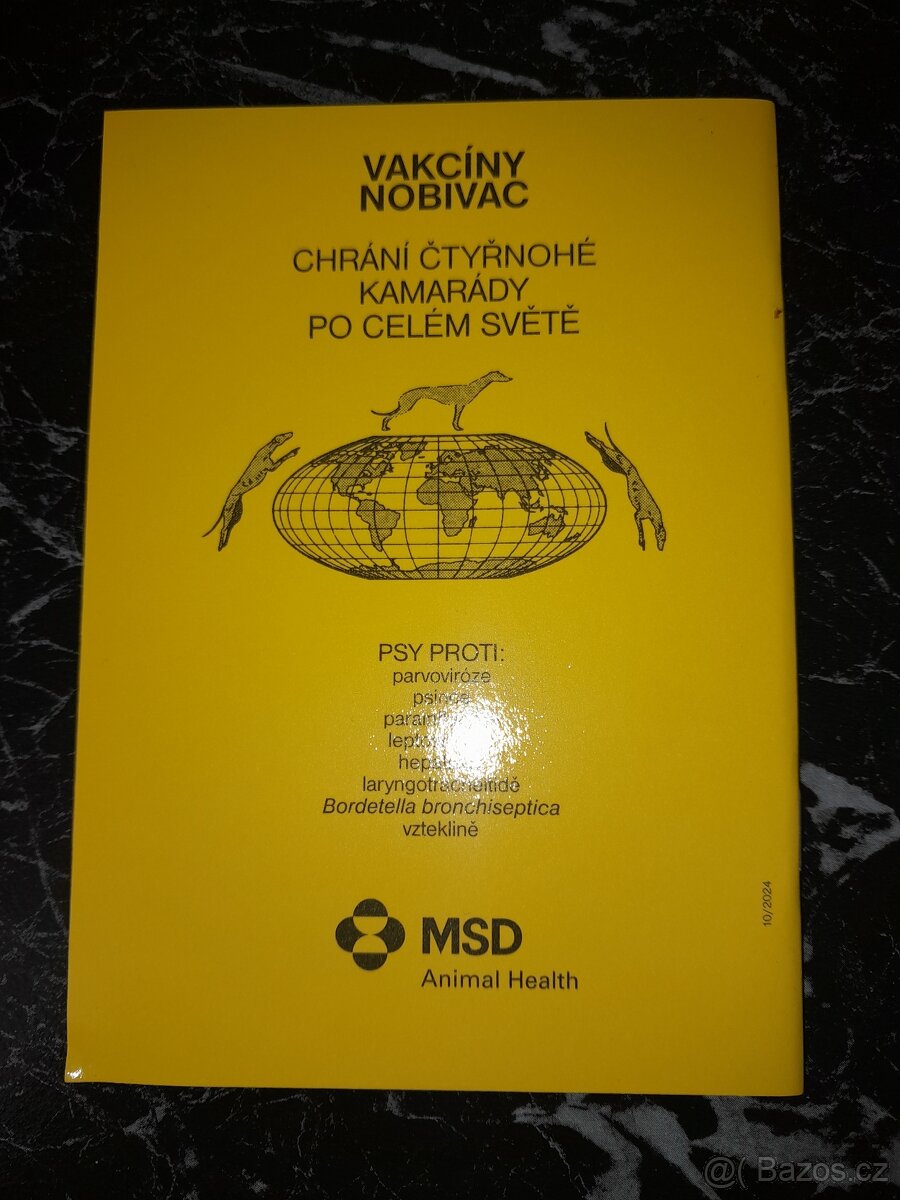 VAKCÍNY
NOBIVAC
CHRÁNÍ ČTYŘNOHÉ
KAMARÁDY
PO CELÉM SVĚTĚ
PSY PROTI:
parvoviróze
laryngotracheitidě
Bordetella bronchiseptica
vzteklině
10/2024
MSD
Animal Health
@( Bazos.cz